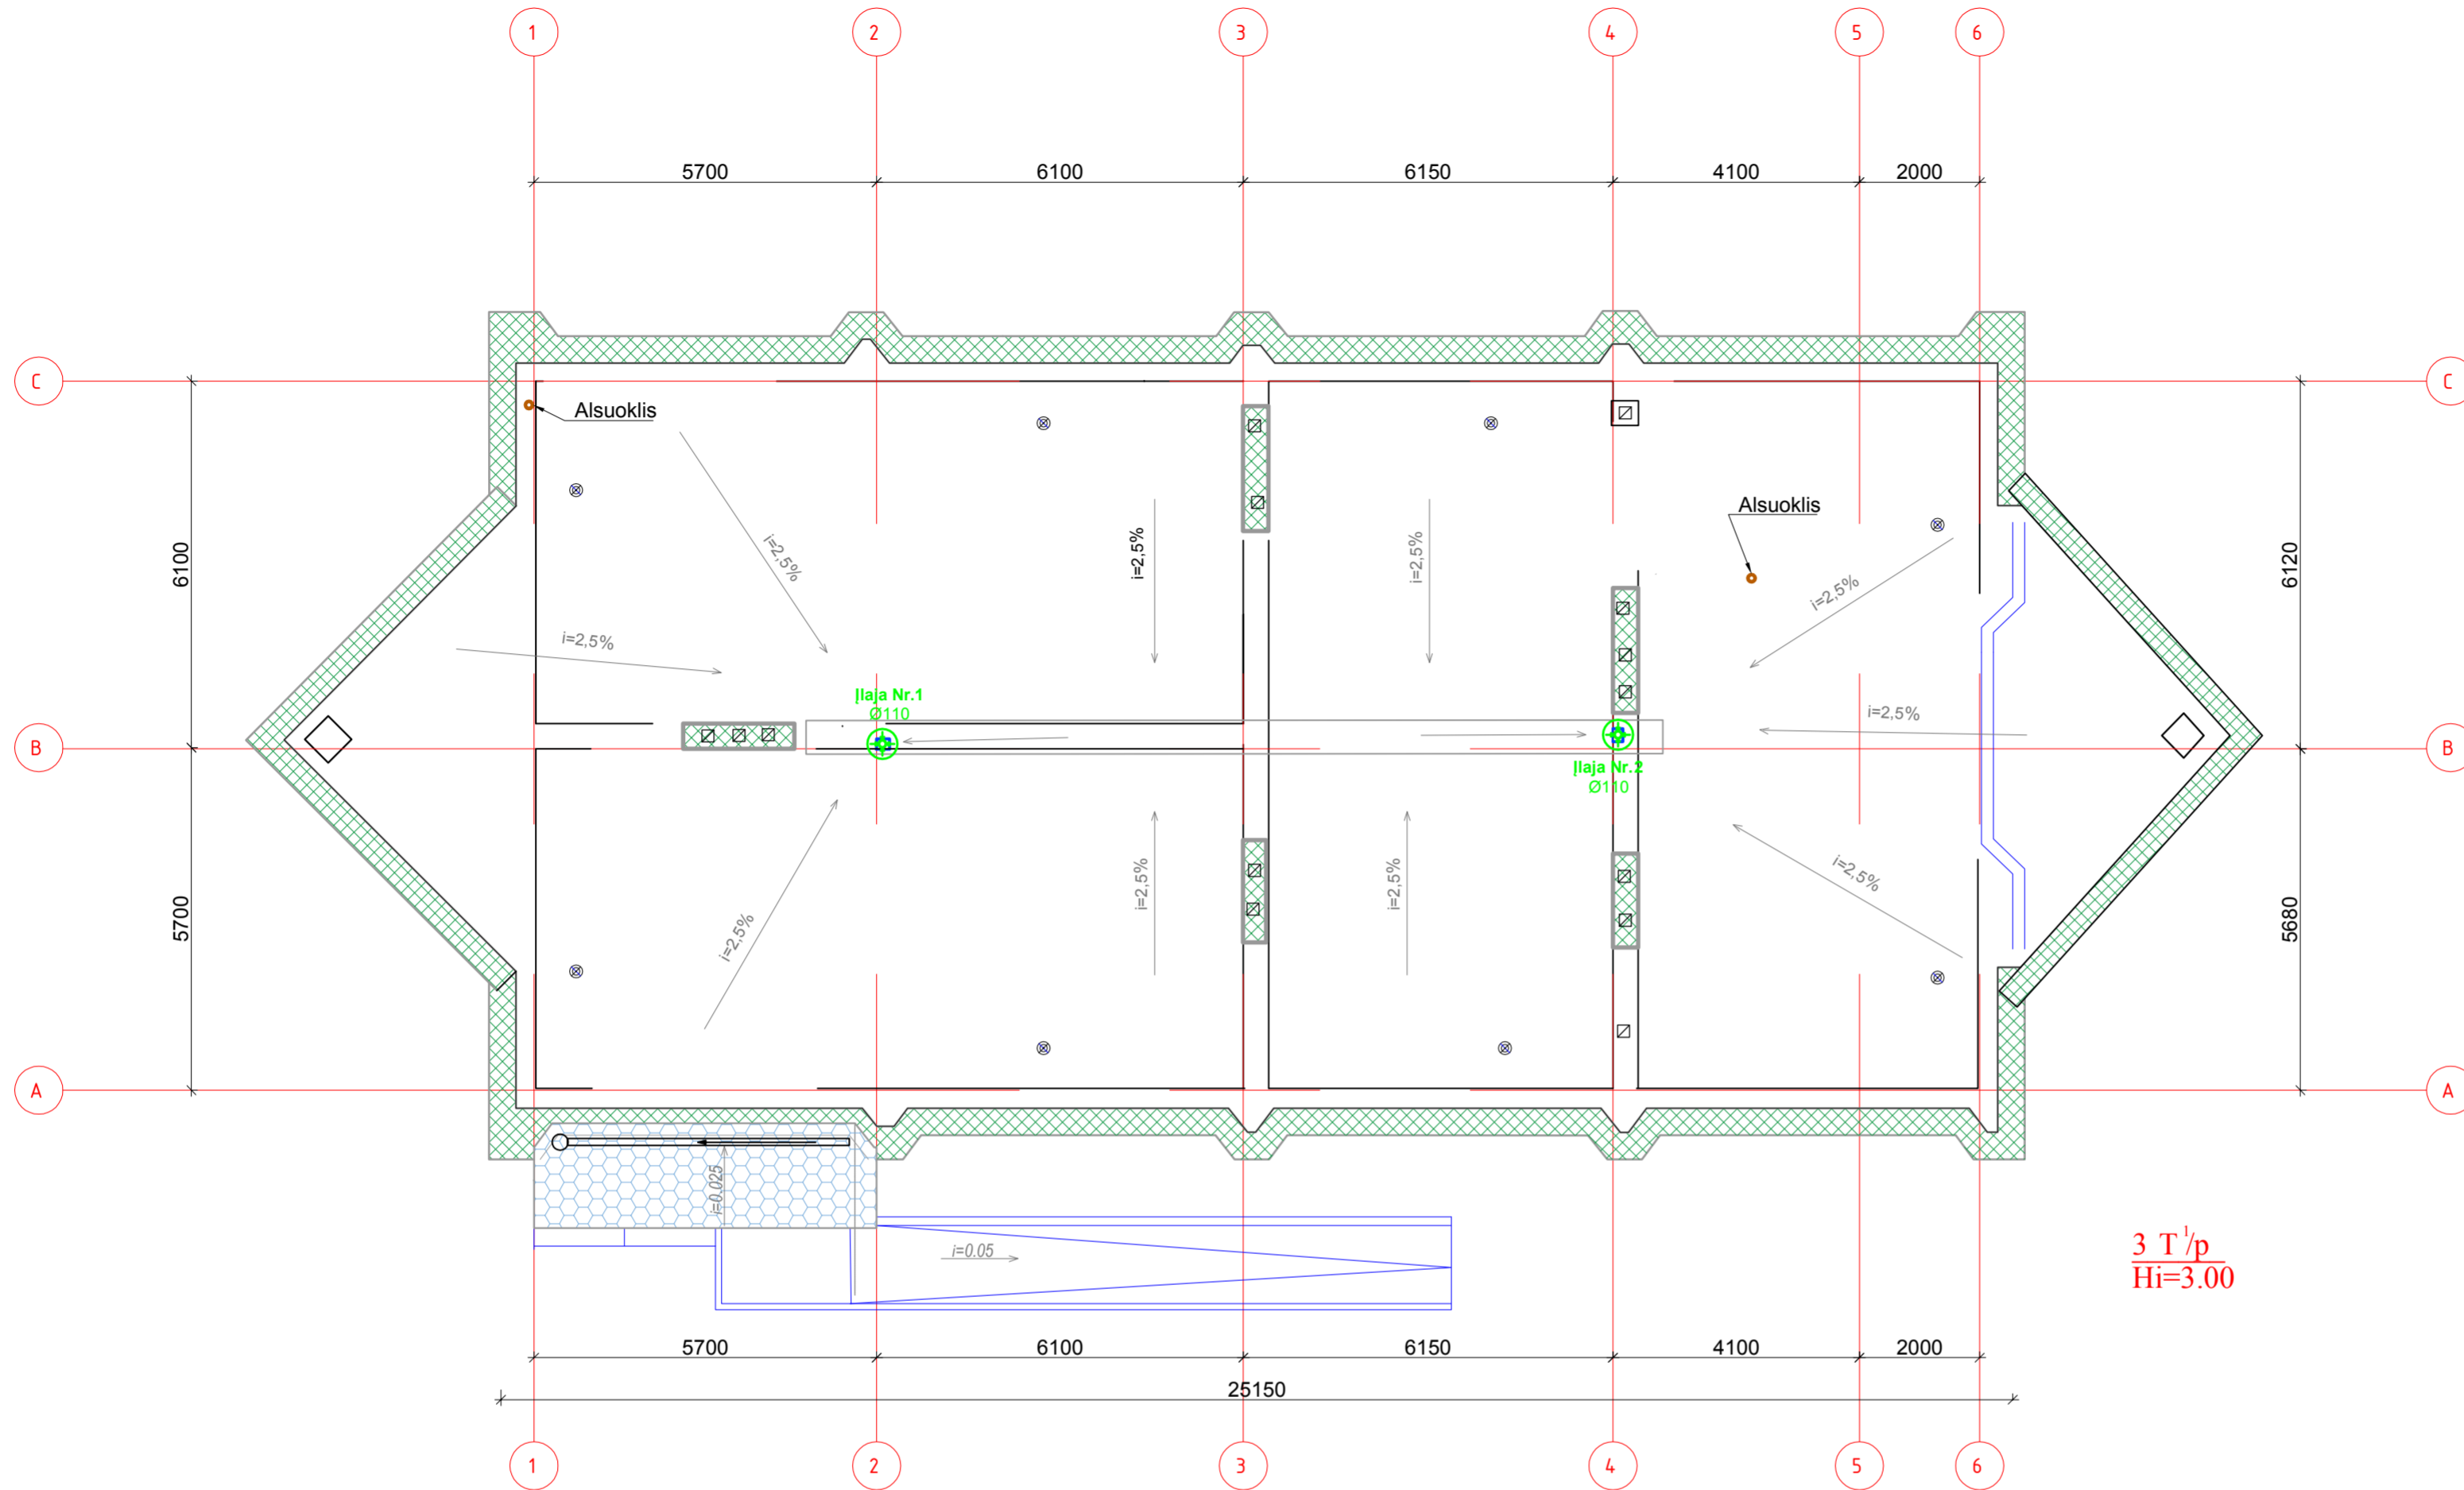 1 2 3 4 5 6
5700 6100 6150 4100 2000
C C
Alsuoklis
Alsuoklis
i=2,5%
i=2,5%
i=2,5%
i=2,5%
6100
6120
i=2,5%
Įlaja Nr.1
Ø110
i=2,5%
B B
Įlaja Nr.2
Ø110
i=2,5%
i=2,5%
i=2,5%
i=2,5%
5700
5680
A A
i=0.025
i=0.05
3 T 1/p
Hi=3.00
5700 6100 6150 4100 2000
25150
1 2 3 4 5 6